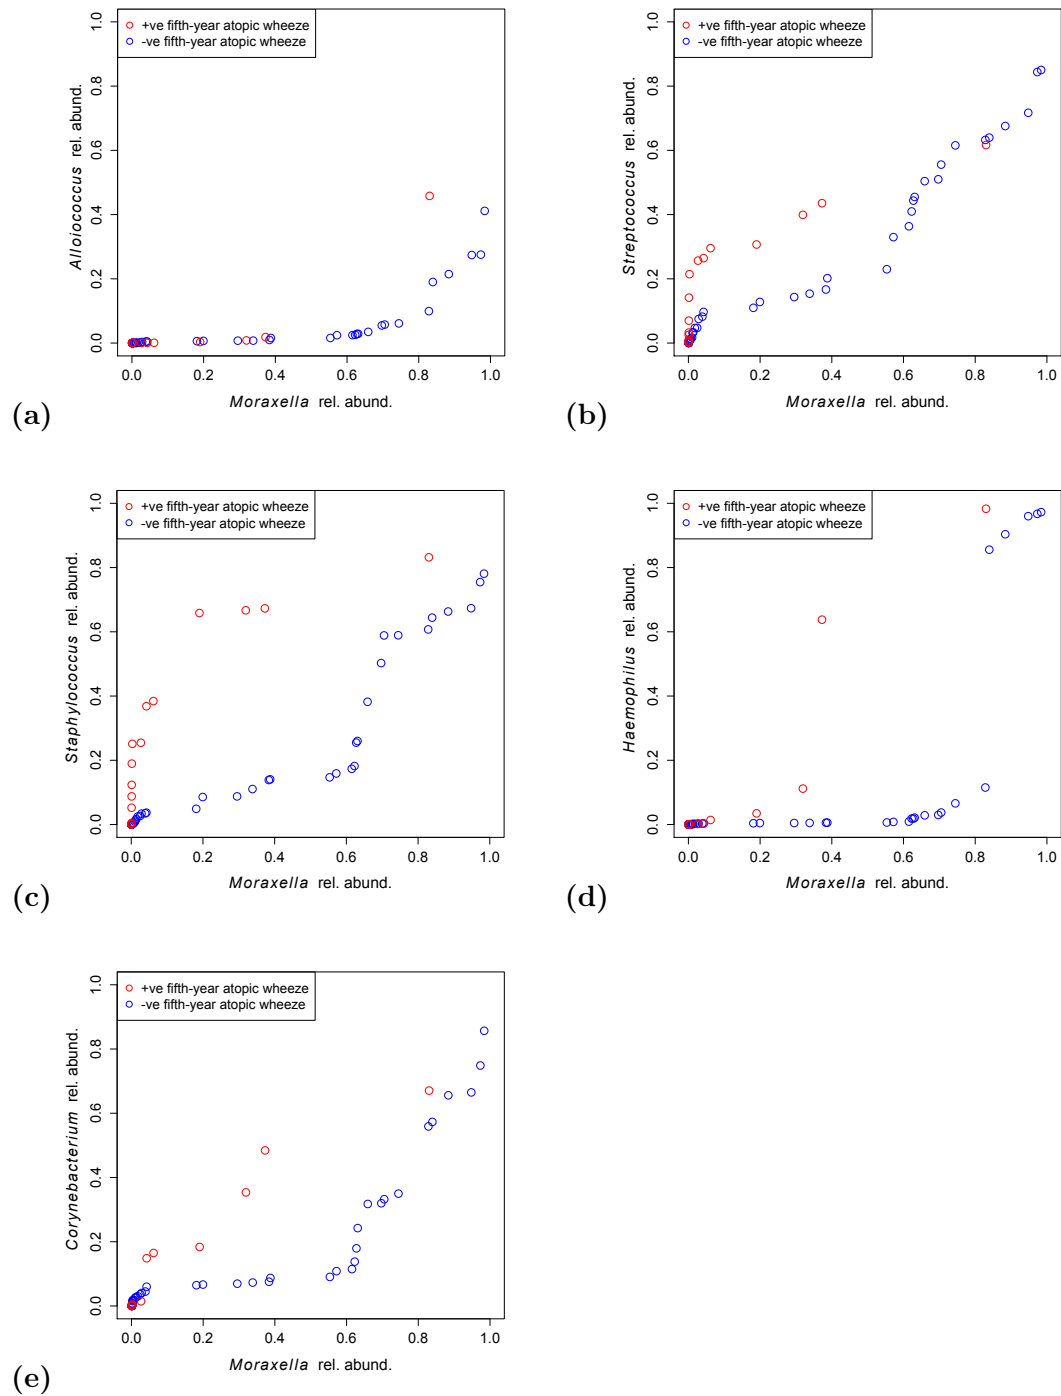 +ve fifth-year atopic wheeze
-ve fifth-year atopic wheeze
Alloiococcus rel. abund.
0.0 0.2 0.4 0.6 0.8 1.0
0.0 0.2 0.4 0.6 0.8 1.0
Moraxella rel. abund.
(a)
+ve fifth-year atopic wheeze
-ve fifth-year atopic wheeze
Streptococcus rel. abund.
0.0 0.2 0.4 0.6 0.8 1.0
0.0 0.2 0.4 0.6 0.8 1.0
Moraxella rel. abund.
(b)
+ve fifth-year atopic wheeze
-ve fifth-year atopic wheeze
Staphylococcus rel. abund.
0.0 0.2 0.4 0.6 0.8 1.0
0.0 0.2 0.4 0.6 0.8 1.0
Moraxella rel. abund.
(c)
+ve fifth-year atopic wheeze
-ve fifth-year atopic wheeze
Haemophilus rel. abund.
0.0 0.2 0.4 0.6 0.8 1.0
0.0 0.2 0.4 0.6 0.8 1.0
Moraxella rel. abund.
(d)
+ve fifth-year atopic wheeze
-ve fifth-year atopic wheeze
Corynebacterium rel. abund.
0.0 0.2 0.4 0.6 0.8 1.0
0.0 0.2 0.4 0.6 0.8 1.0
Moraxella rel. abund.
(e)